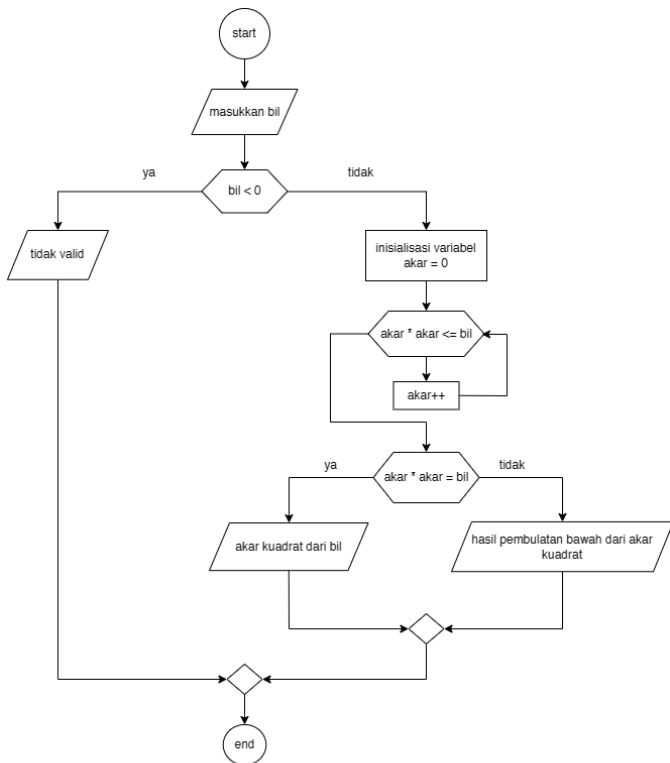 start
masukkan bil
ya
bil < 0
tidak
tidak valid
inisialisasi variabel
akar = 0
akar * akar <= bil
akar++
ya
akar * akar = bil
tidak
akar kuadrat dari bil
hasil pembulatan bawah dari akar
kuadrat
end